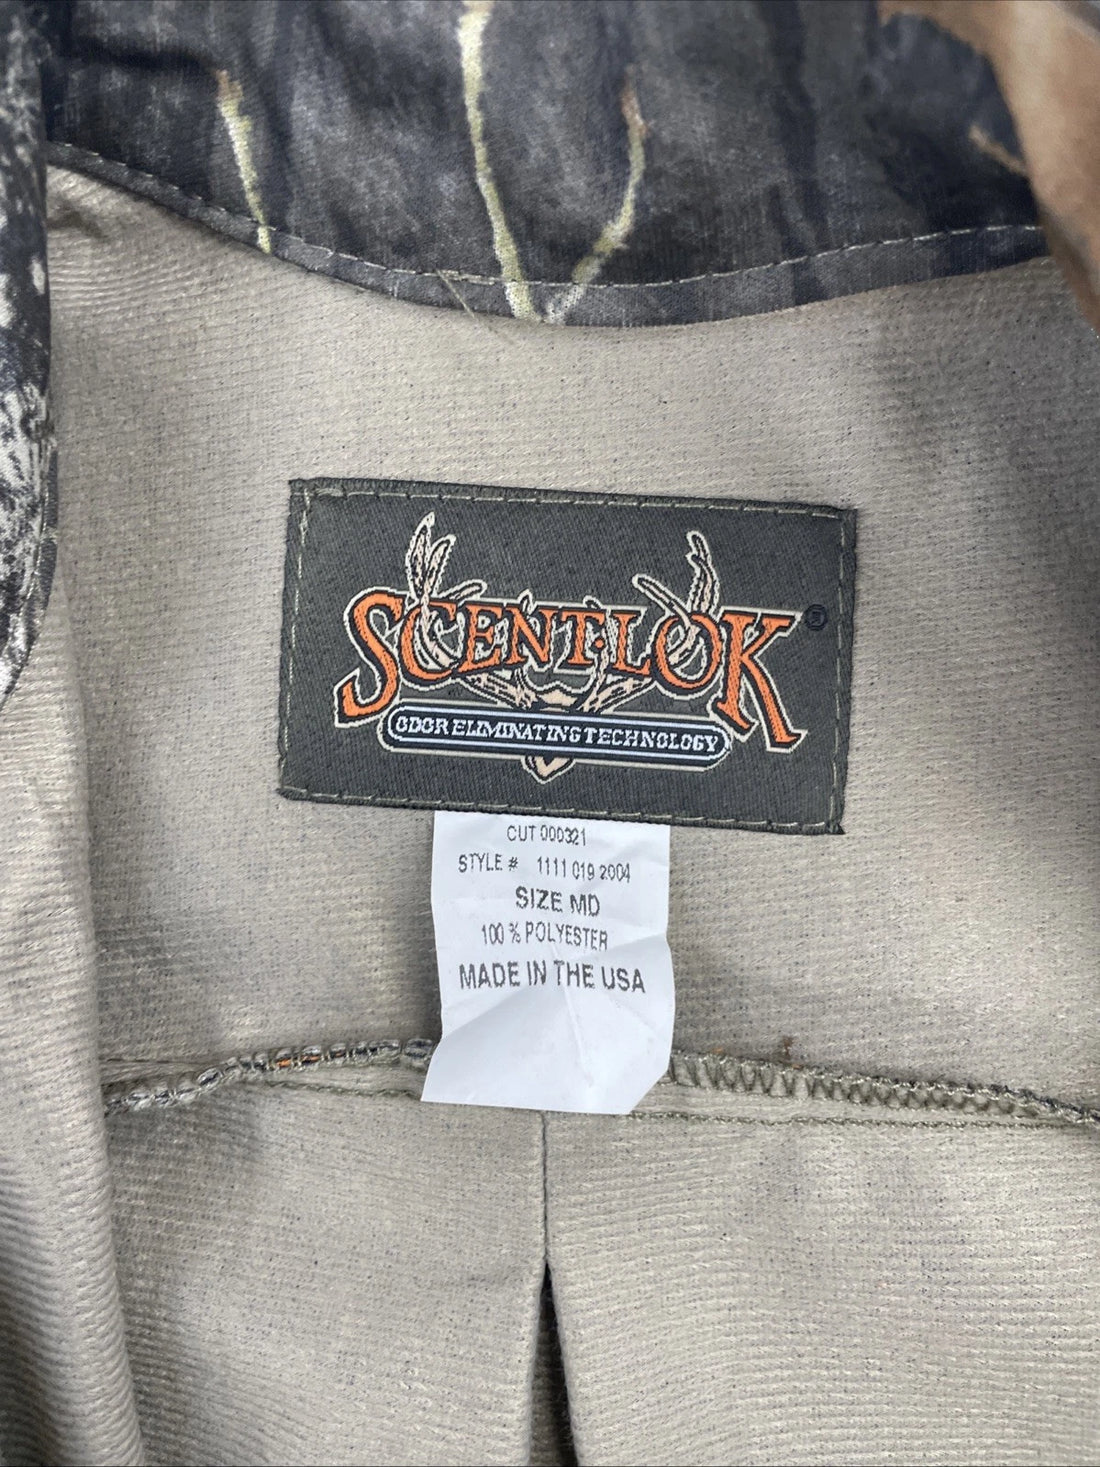 SCENT·LOK®
ODOR ELIMINATING TECHNOLOGY
CUT 000321
STYLE # 1111 019 2004
SIZE MD
100 % POLYESTER
MADE IN THE USA